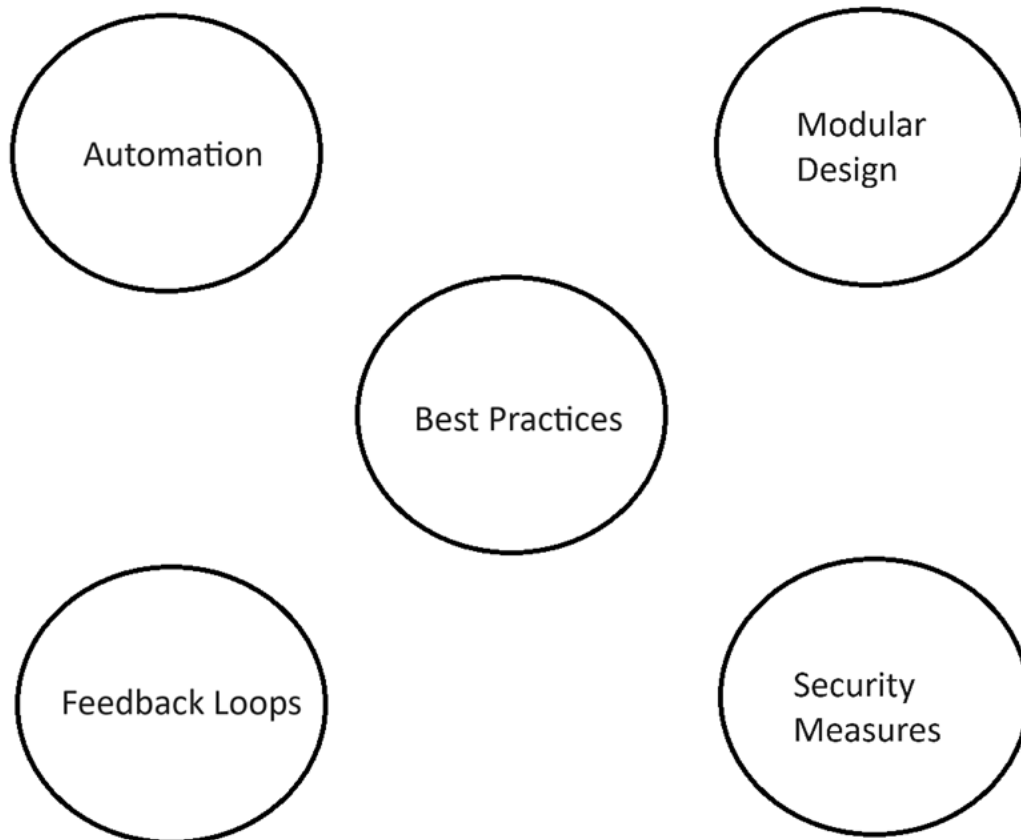 Automation
Modular
Design
Best Practices
Feedback Loops
Security
Measures